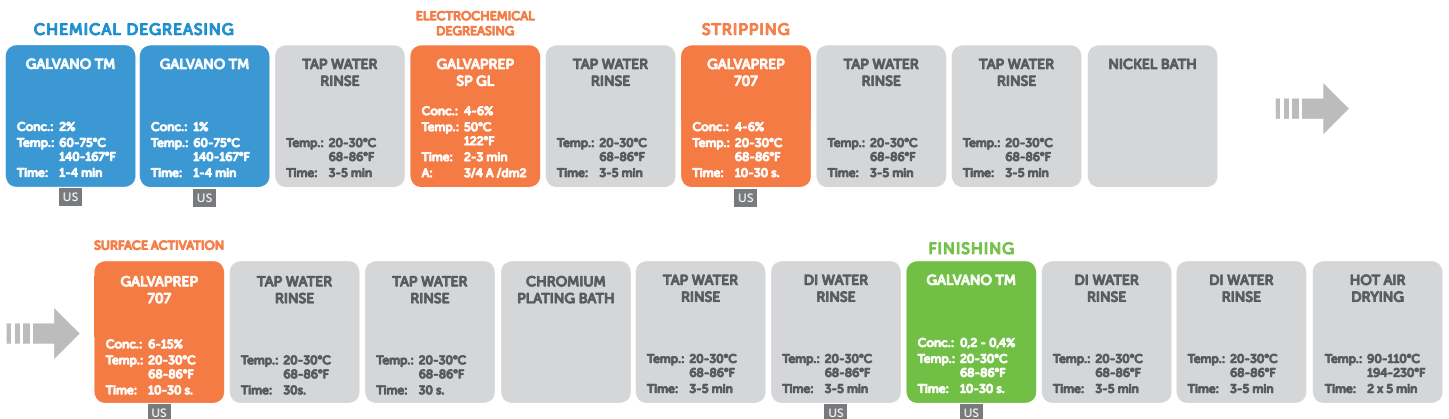 CHEMICAL DEGREASING
ELECTROCHEMICAL
DEGREASING
STRIPPING
GALVANO TM
Conc.: 2%
Temp.: 60-75°C
140-167°F
Time: 1-4 min
US
GALVANO TM
Conc.: 1%
Temp.: 60-75°C
140-167°F
Time: 1-4 min
US
TAP WATER
RINSE
Temp.: 20-30°C
68-86°F
Time: 3-5 min
GALVAPREP
SP GL
Conc.: 4-6%
Temp.: 50°C
122°F
Time: 2-3 min
A: 3/4 A /dm2
TAP WATER
RINSE
Temp.: 20-30°C
68-86°F
Time: 3-5 min
GALVAPREP
707
Conc.: 4-6%
Temp.: 20-30°C
68-86°F
Time: 10-30 s.
US
TAP WATER
RINSE
Temp.: 20-30°C
68-86°F
Time: 3-5 min
TAP WATER
RINSE
Temp.: 20-30°C
68-86°F
Time: 3-5 min
NICKEL BATH
SURFACE ACTIVATION
FINISHING
GALVAPREP
707
Conc.: 6-15%
Temp.: 20-30°C
68-86°F
Time: 10-30 s.
US
TAP WATER
RINSE
Temp.: 20-30°C
68-86°F
Time: 30s.
TAP WATER
RINSE
Temp.: 20-30°C
68-86°F
Time: 30 s.
CHROMIUM
PLATING BATH
TAP WATER
RINSE
Temp.: 20-30°C
68-86°F
Time: 3-5 min
DI WATER
RINSE
Temp.: 20-30°C
68-86°F
Time: 3-5 min
US
GALVANO TM
Conc.: 0,2 - 0,4%
Temp.: 20-30°C
68-86°F
Time: 10-30 s.
US
DI WATER
RINSE
Temp.: 20-30°C
68-86°F
Time: 3-5 min
DI WATER
RINSE
Temp.: 20-30°C
68-86°F
Time: 3-5 min
HOT AIR
DRYING
Temp.: 90-110°C
194-230°F
Time: 2 x 5 min